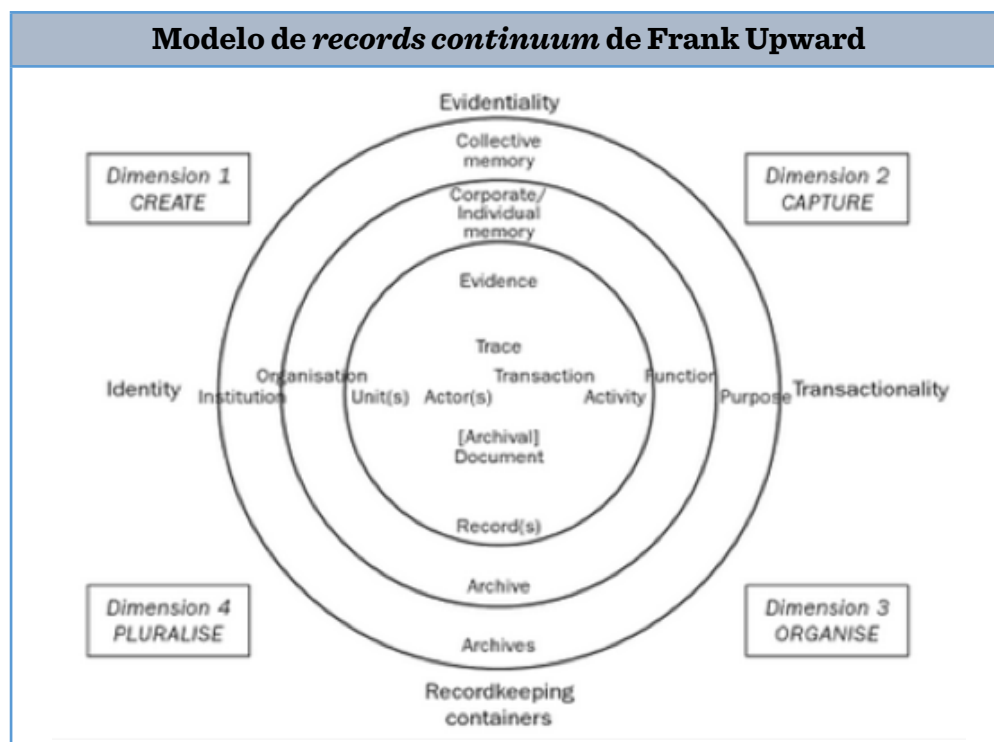 Modelo de records continuum de Frank Upward
Evidentiality
Collective
memory
Dimension 1
CREATE
Dimension 2
CAPTURE
Corporate/
Individual
memory
Evidence
Trace
Identity
Institution
Organisation
Unit(s)
Actor(s)
Transaction
Activity
Function
Purpose
Transactionality
[Archival]
Document
Record(s)
Archive
Dimension 4
PLURALISE
Dimension 3
ORGANISE
Archives
Recordkeeping
containers